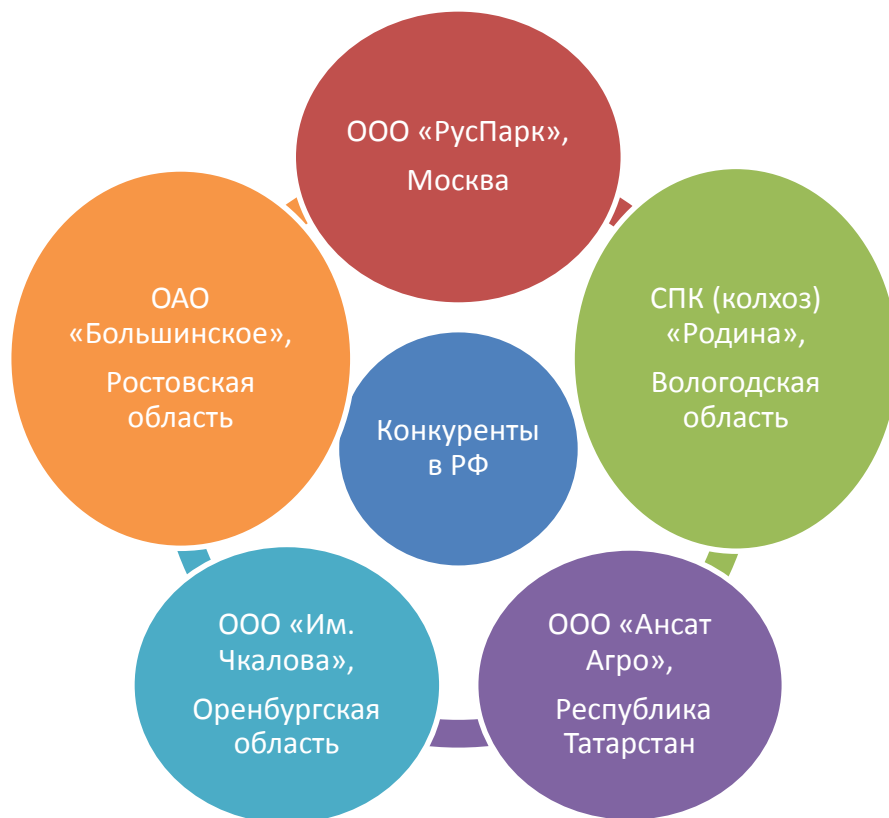 ООО «РусПарк»,
Москва
СПК (колхоз)
«Родина»,
Вологодская
область
ООО «Ансат
Агро»,
Республика
Татарстан
ООО «Им.
Чкалова»,
Оренбургская
область
ОАО
«Большинское»,
Ростовская
область
Конкуренты
в РФ